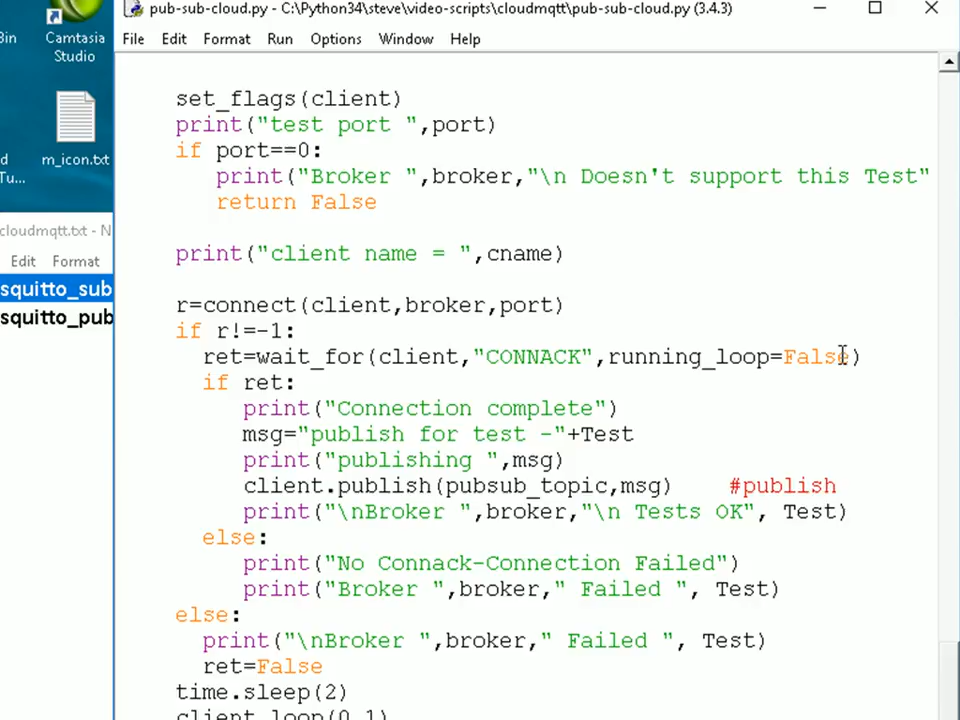 pub-sub-cloud.py - C:\Python34\steve\video-scripts\cloudmqtt\pub-sub-cloud.py (3.4.3)
File Edit Format Run Options Window Help
Bin
Camtasia
Studio
m_icon.txt
d
Tu...
cloudmqtt.txt - N
Edit Format
squitto_sub
squitto_pub
set_flags(client)
print("test port ",port)
if port==0:
print("Broker ",broker,"\n Doesn't support this Test"
return False
print("client name = ",cname)
r=connect(client,broker,port)
if r!=-1:
ret=wait_for(client,"CONNACK",running_loop=False)
if ret:
print("Connection complete")
msg="publish for test -"+Test
print("publishing ",msg)
client.publish(pubsub_topic,msg) #publish
print("\nBroker ",broker,"\n Tests OK", Test)
else:
print("No Connack-Connection Failed")
print("Broker ",broker," Failed ", Test)
else:
print("\nBroker ",broker," Failed ", Test)
ret=False
time.sleep(2)